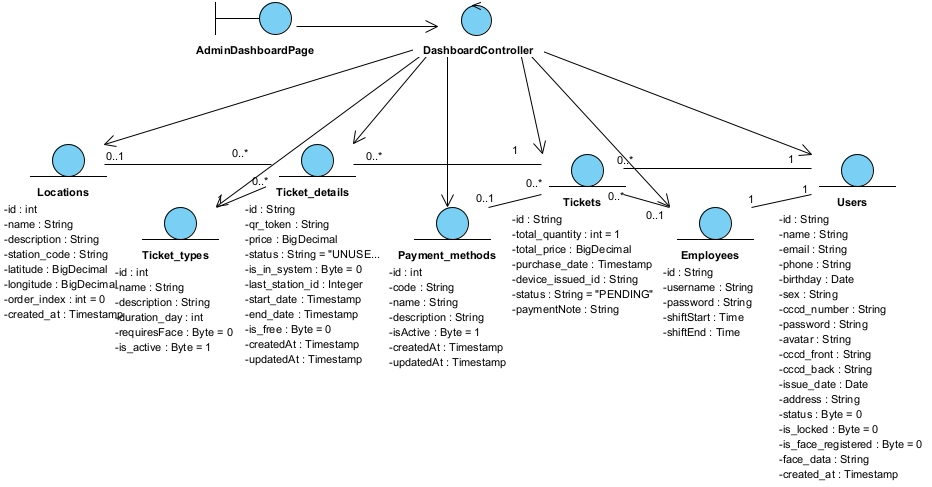 AdminDashboardPage
DashboardController
0..1
0..*
0..*
1
0..*
1
Locations
-id : int
-name : String
-description : String
-station_code : String
-latitude : BigDecimal
-longitude : BigDecimal
-order_index : int = 0
-created_at : Timestamp
0..*
1
Ticket_types
-id : int
-name : String
-description : String
-duration_day : int
-requiresFace : Byte = 0
-is_active : Byte = 1
Ticket_details
-id : String
-qr_token : String
-price : BigDecimal
-status : String = "UNUSE...
-is_in_system : Byte = 0
-last_station_id : Integer
-start_date : Timestamp
-end_date : Timestamp
-is_free : Byte = 0
-createdAt : Timestamp
-updatedAt : Timestamp
0..*
0..1
Payment_methods
-id : int
-code : String
-name : String
-description : String
-isActive : Byte = 1
-createdAt : Timestamp
-updatedAt : Timestamp
Tickets
-id : String
-total_quantity : int = 1
-total_price : BigDecimal
-purchase_date : Timestamp
-device_issued_id : String
-status : String = "PENDING"
-paymentNote : String
0..*
0..1
1
1
Employees
-id : String
-username : String
-password : String
-shiftStart : Time
-shiftEnd : Time
Users
-id : String
-name : String
-email : String
-phone : String
-birthday : Date
-sex : String
-cccd_number : String
-password : String
-avatar : String
-cccd_front : String
-cccd_back : String
-issue_date : Date
-address : String
-status : Byte = 0
-is_locked : Byte = 0
-is_face_registered : Byte = 0
-face_data : String
-created_at : Timestamp